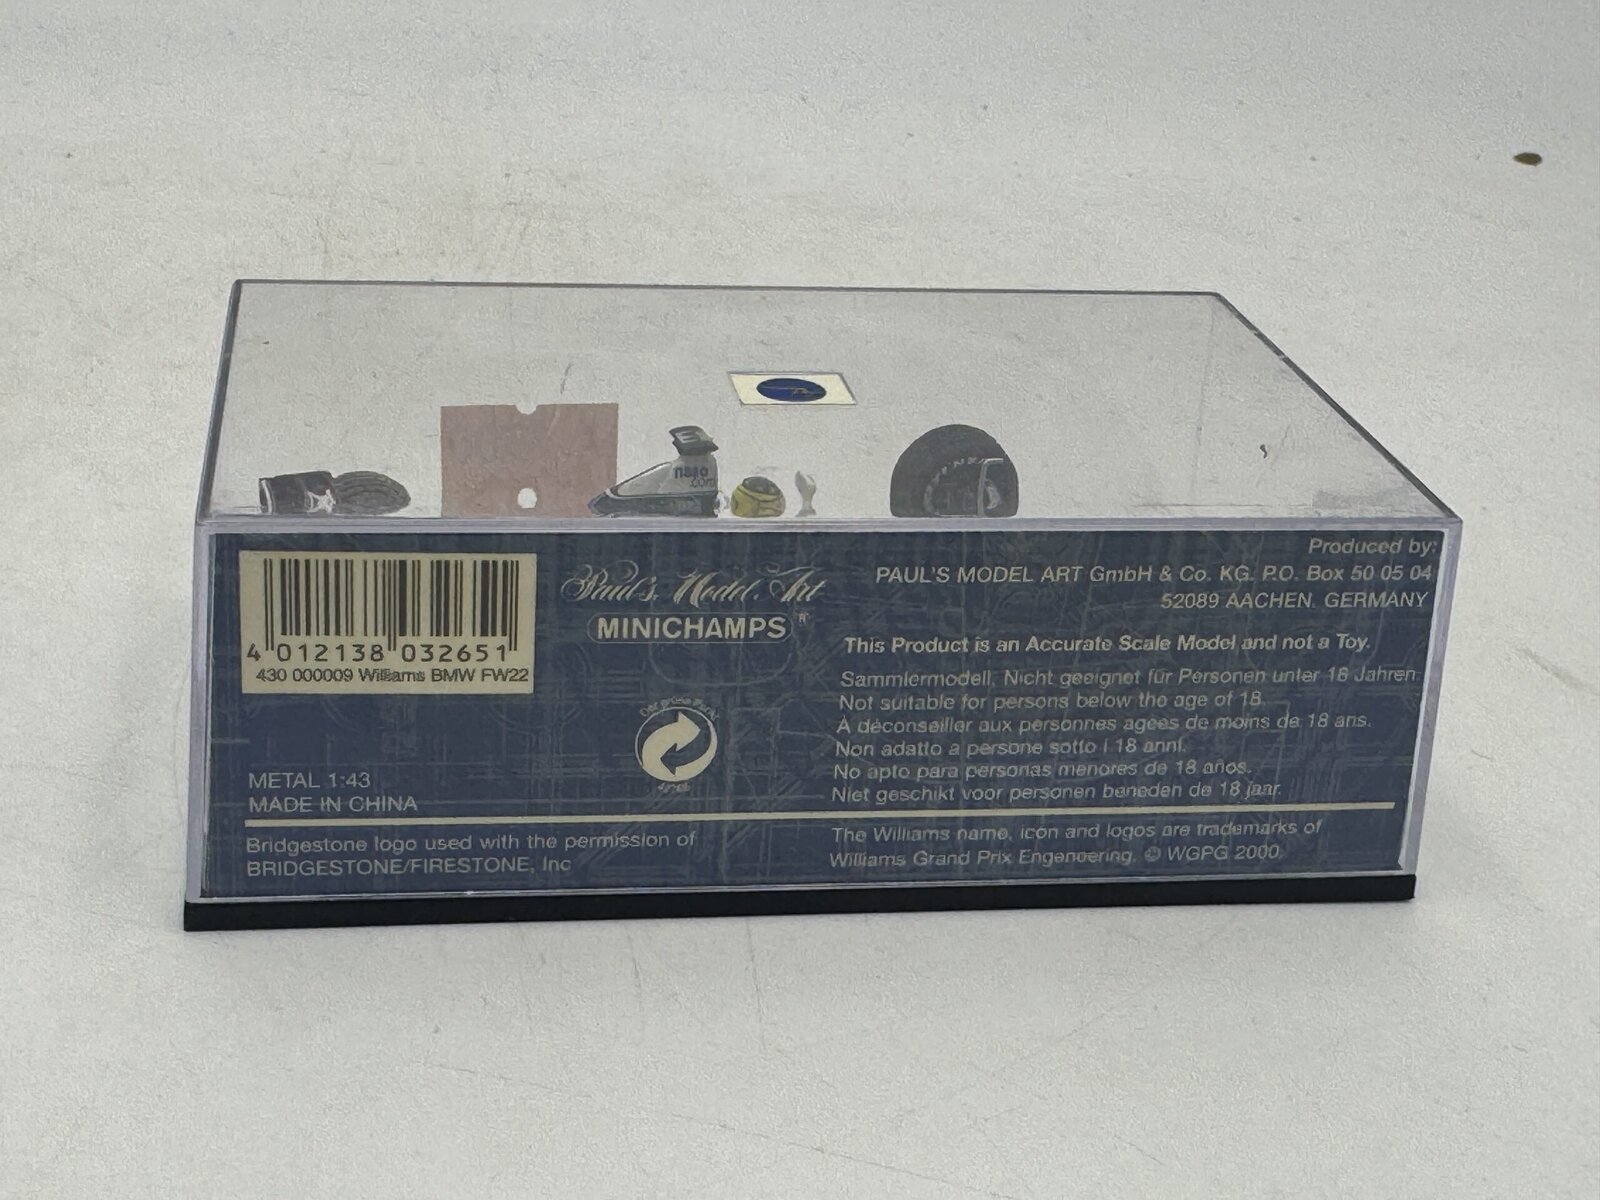 nano
.com
4 012138 032651
430 000009 Williams BMW FW22
Paul's Model Art
MINICHAMPS
Der grüne Punkt
METAL 1:43
MADE IN CHINA
Bridgestone logo used with the permission of
BRIDGESTONE/FIRESTONE, Inc
Produced by:
PAUL'S MODEL ART GmbH & Co. KG. P.O. Box 50 05 04
52089 AACHEN. GERMANY
This Product is an Accurate Scale Model and not a Toy.
Sammlermodell, Nicht geeignet für Personen unter 18 Jahren
Not suitable for persons below the age of 18.
A déconseiller aux personnes agées de moins de 18 ans.
Non adatto a persone sotto i 18 anni.
No apto para personas menores de 18 anos.
Niet geschikt voor personen beneden de 18 jaar.
The Williams name, icon and logos are trademarks of
Williams Grand Prix Engeneering. © WGPG 2000.